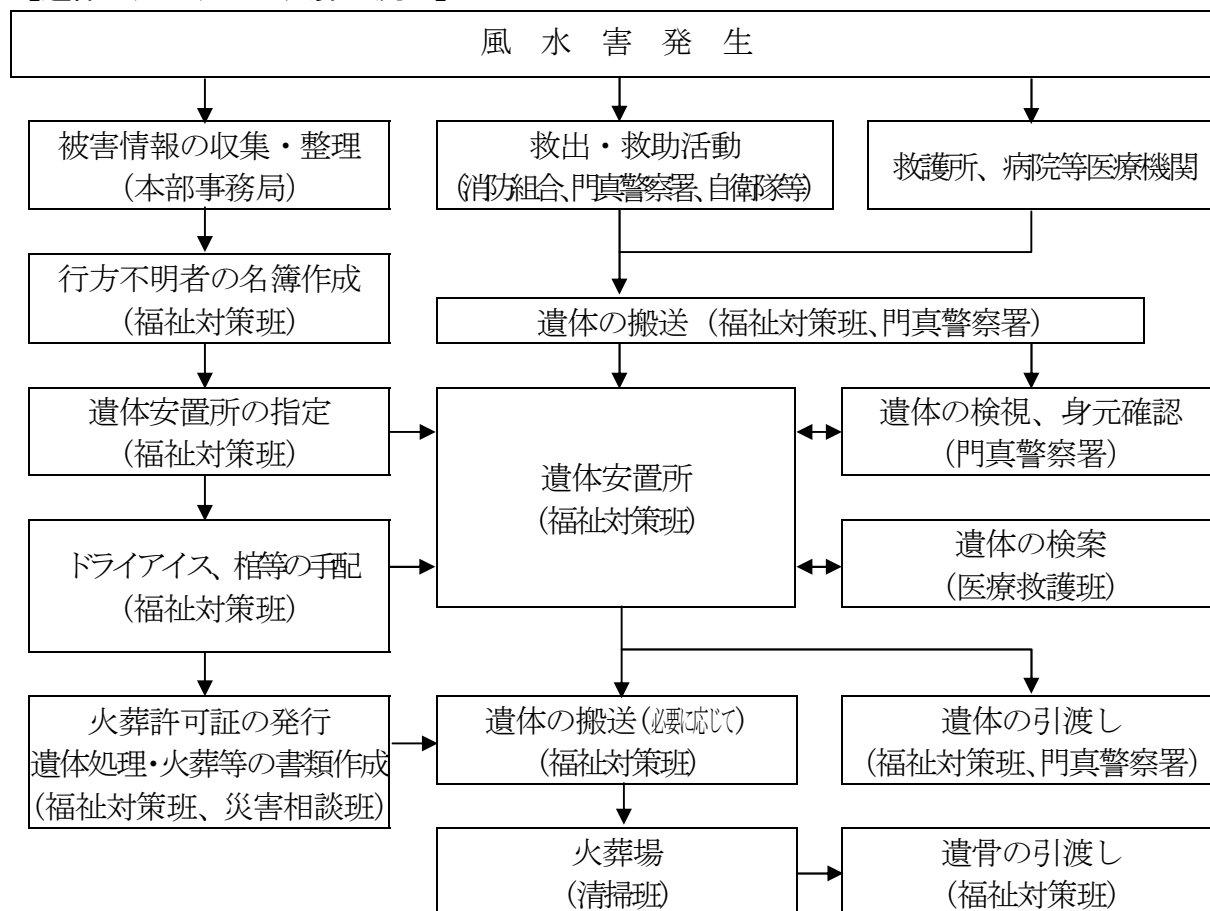 風 水 害 発 生
被害情報の収集・整理
(本部事務局)
救出・救助活動
(消防組合、門真警察署、自衛隊等)
救護所、病院等医療機関
行方不明者の名簿作成
(福祉対策班)
遺体の搬送 (福祉対策班、門真警察署)
遺体安置所の指定
(福祉対策班)
遺体安置所
(福祉対策班)
遺体の検視、身元確認
(門真警察署)
ドライアイス、棺等の手配
(福祉対策班)
遺体の検案
(医療救護班)
火葬許可証の発行
遺体処理・火葬等の書類作成
(福祉対策班、災害相談班)
遺体の搬送(必要に応じて)
(福祉対策班)
遺体の引渡し
(福祉対策班、門真警察署)
火葬場
(清掃班)
遺骨の引渡し
(福祉対策班)